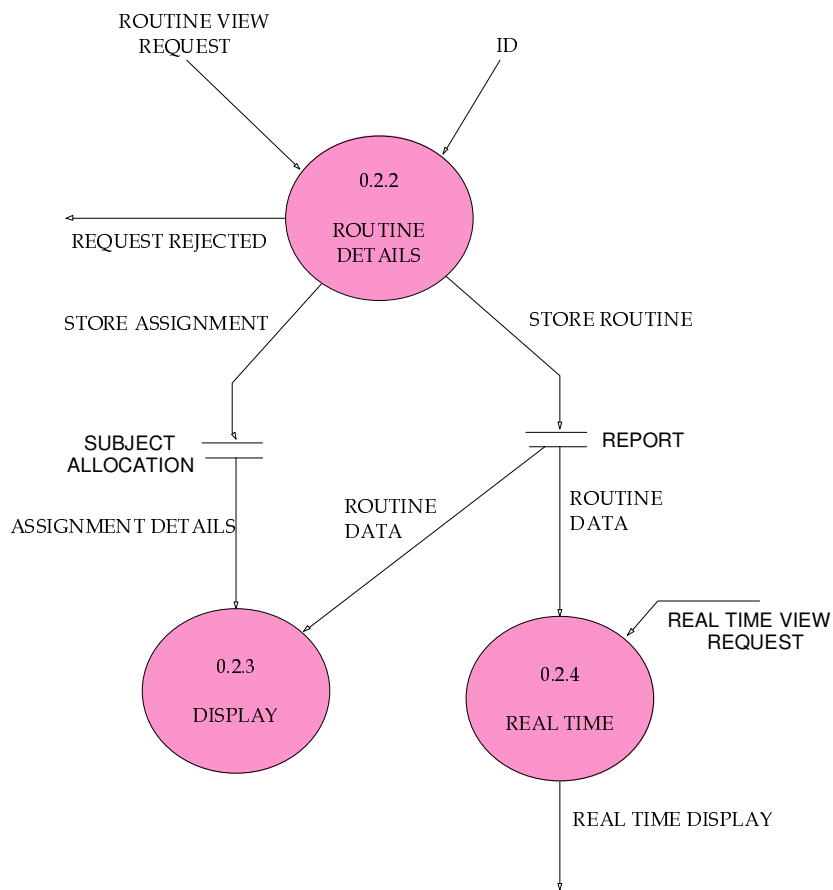 ROUTINE VIEW
REQUEST
ID
0.2.2
ROUTINE
DETAILS
REQUEST REJECTED
STORE ASSIGNMENT
STORE ROUTINE
SUBJECT
ALLOCATION
REPORT
ROUTINE
DATA
ROUTINE
DATA
ASSIGNMENT DETAILS
REAL TIME VIEW
REQUEST
0.2.3
DISPLAY
0.2.4
REAL TIME
REAL TIME DISPLAY